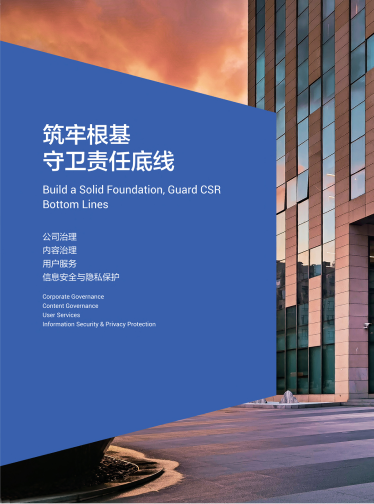 筑牢根基
守卫责任底线
Build a Solid Foundation, Guard CSR
Bottom Lines
公司治理
内容治理
用户服务
信息安全与隐私保护
Corporate Governance
Content Governance
User Services
Information Security & Privacy Protection